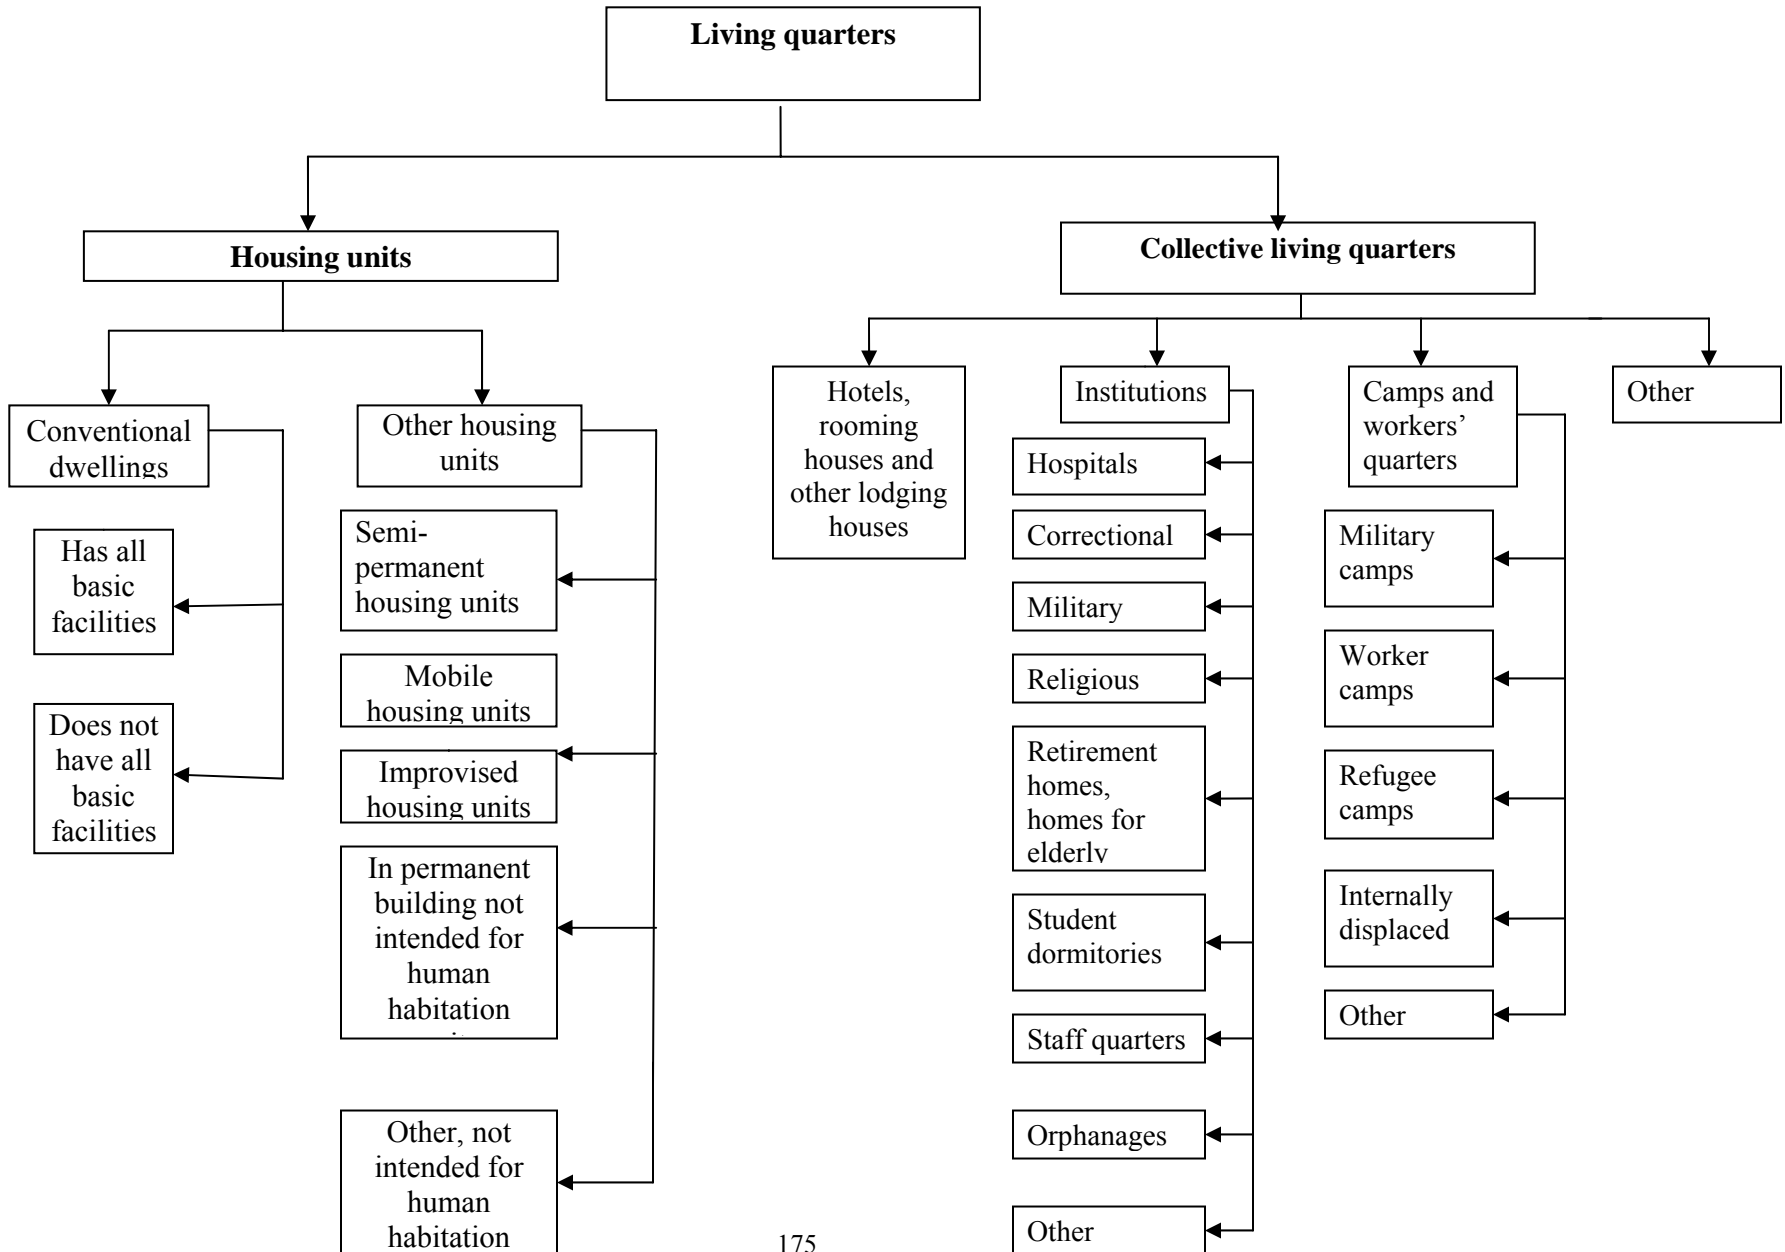 Living quarters
Housing units
Collective living quarters
Conventional
dwellings
Has all
basic
facilities
Does not
have all
basic
facilities
Other housing
units
Semi-
permanent
housing units
Mobile
housing units
Improvised
housing units
In permanent
building not
intended for
human
habitation
Other, not
intended for
human
habitation
Hotels,
rooming
houses and
other lodging
houses
Institutions
Hospitals
Correctional
Military
Religious
Retirement
homes,
homes for
elderly
Student
dormitories
Staff quarters
Orphanages
Other
Camps and
workers’
quarters
Military
camps
Worker
camps
Refugee
camps
Internally
displaced
Other
Other
175